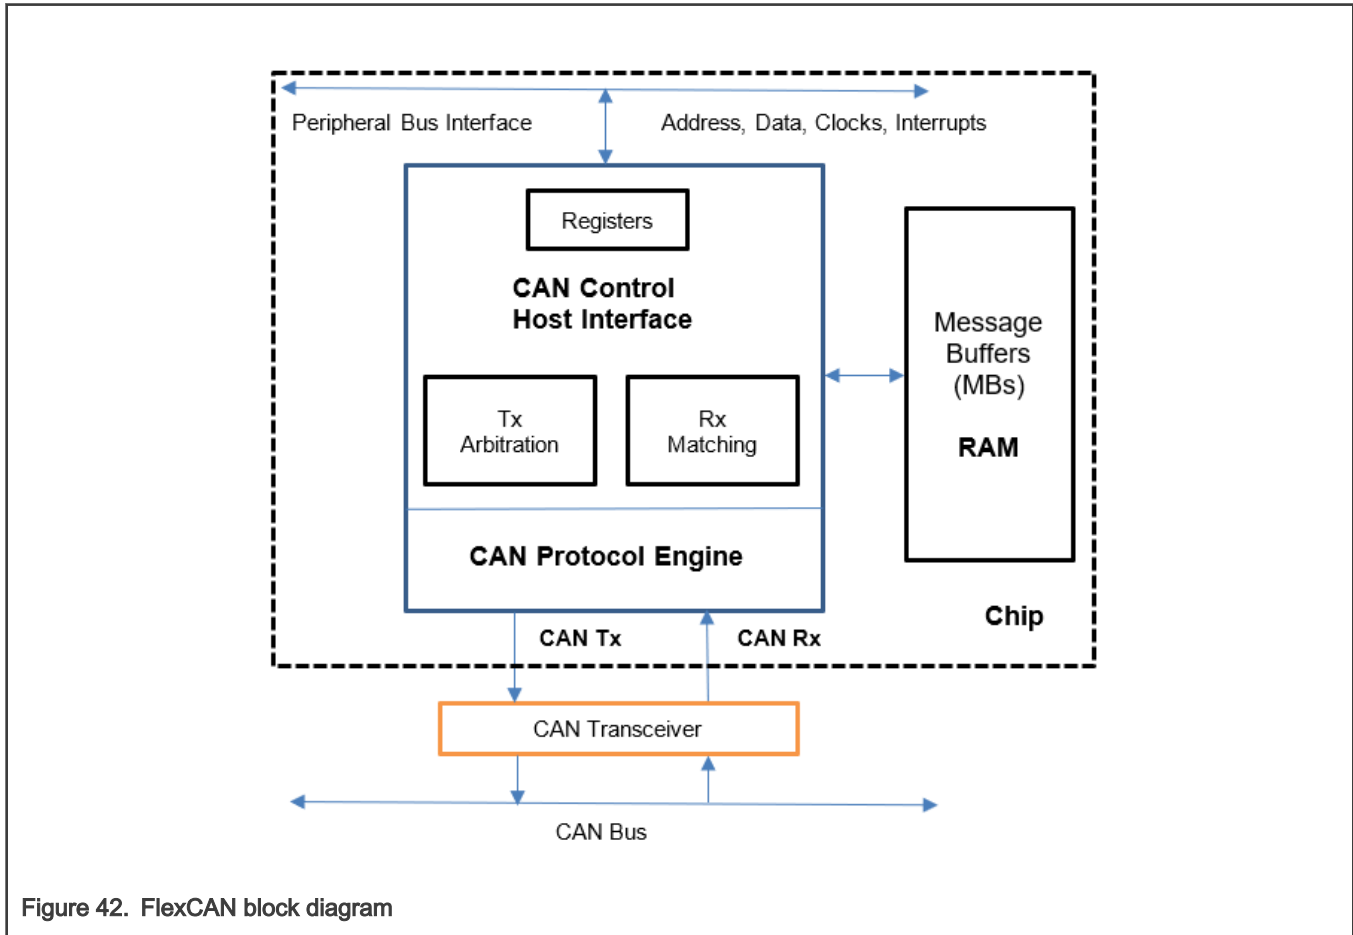 Peripheral Bus Interface
Address, Data, Clocks, Interrupts
Registers
CAN Control
Host Interface
Tx
Arbitration
Rx
Matching
Message
Buffers
(MBs)
RAM
CAN Protocol Engine
Chip
CAN Tx
CAN Rx
CAN Transceiver
CAN Bus
Figure 42. FlexCAN block diagram